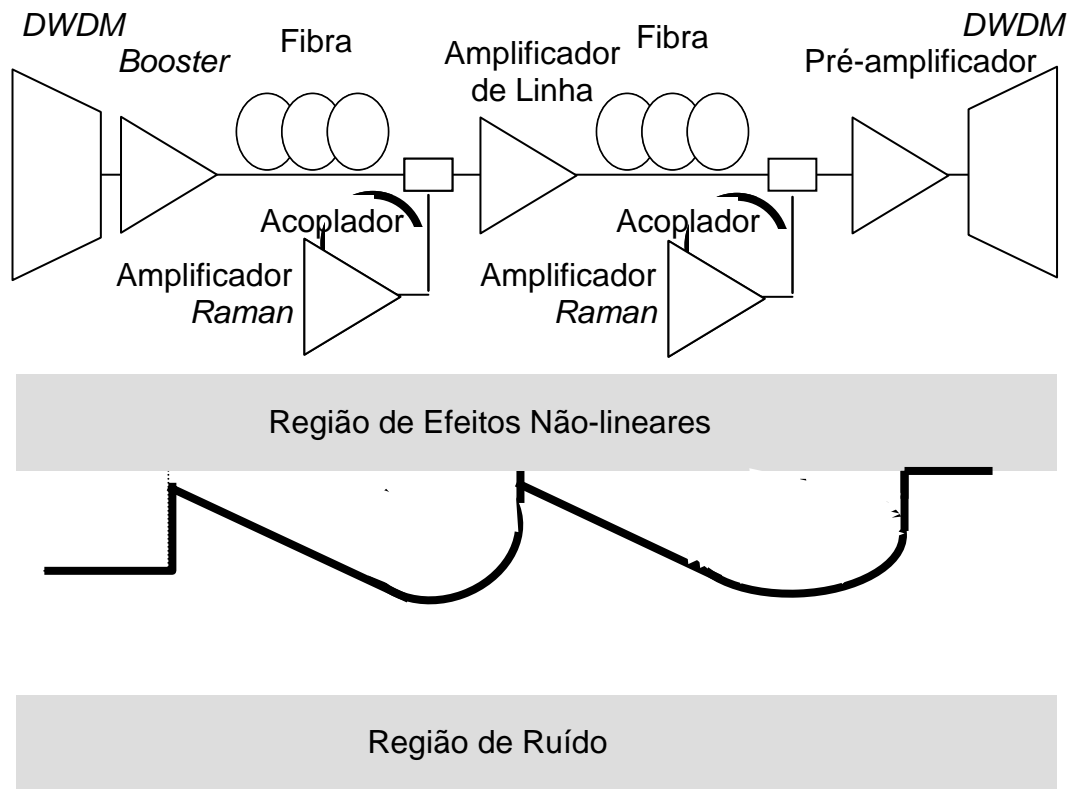 DWDM
Booster
Fibra
Amplificador
de Linha
Fibra
DWDM
Pré-amplificador
Acoplador
Amplificador
Raman
Acoplador
Amplificador
Raman
Região de Efeitos Não-lineares
Região de Ruído